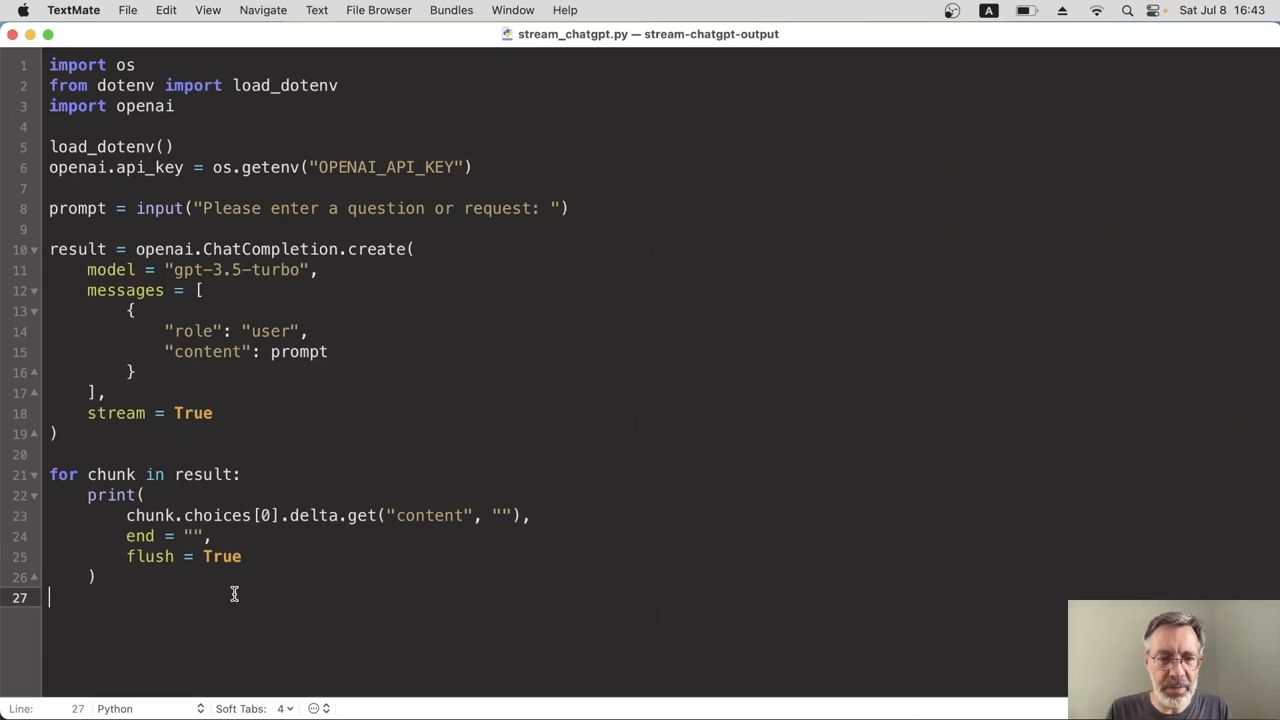 TextMate File Edit View Navigate Text File Browser Bundles Window Help A Sat Jul 8 16:43
stream_chatgpt.py — stream-chatgpt-output
1 import os
2 from dotenv import load_dotenv
3 import openai
4
5 load_dotenv()
6 openai.api_key = os.getenv("OPENAI_API_KEY")
7
8 prompt = input("Please enter a question or request: ")
9
10 result = openai.ChatCompletion.create(
11     model = "gpt-3.5-turbo",
12     messages = [
13         {
14             "role": "user",
15             "content": prompt
16         }
17     ],
18     stream = True
19 )
20
21 for chunk in result:
22     print(
23         chunk.choices[0].delta.get("content", ""),
24         end = "",
25         flush = True
26     )
27
Line: 27 Python Soft Tabs: 4